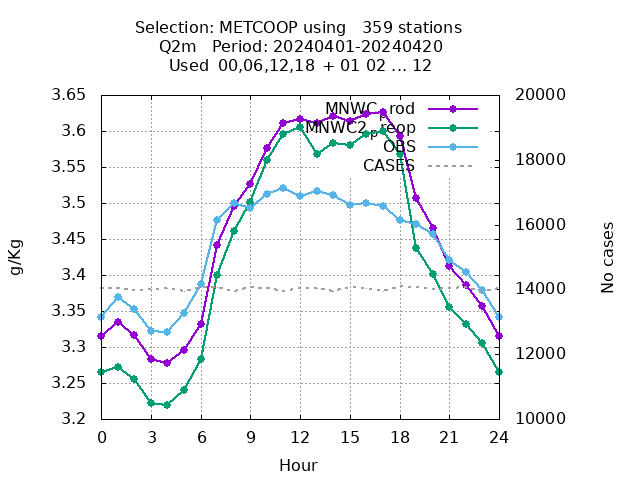 Selection: METCOOP using 359 stations
Q2m Period: 20240401-20240420
Used 00,06,12,18 + 01 02 ... 12
3.65
3.6
3.55
3.5
3.45
3.4
3.35
3.3
3.25
3.2
g/Kg
MNWC_prod
MNWC2_preop
OBS
CASES
20000
18000
16000
14000
12000
10000
No cases
0 3 6 9 12 15 18 21 24
Hour